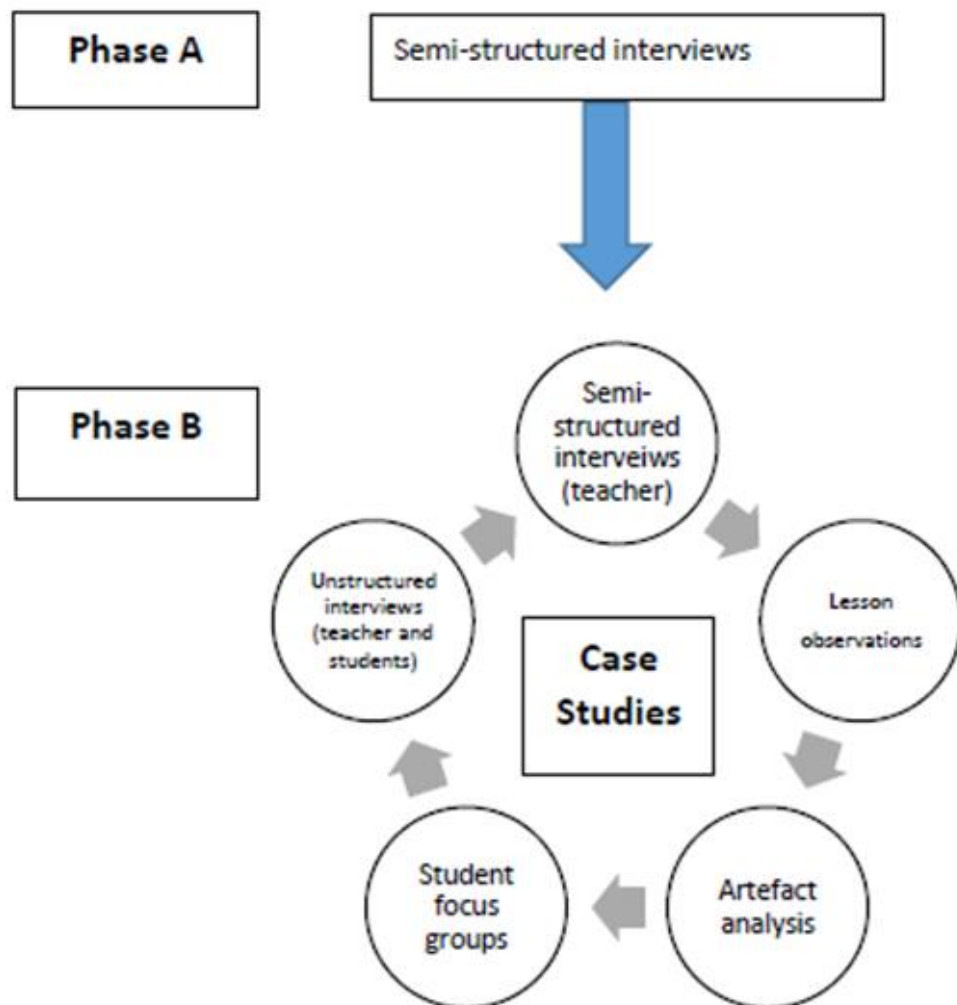 Phase A
Semi-structured interviews
Phase B
Semi-
structured
interveiws
(teacher)
Unstructured
interviews
(teacher and
students)
Lesson
observations
Case
Studies
Student
focus
groups
Artefact
analysis